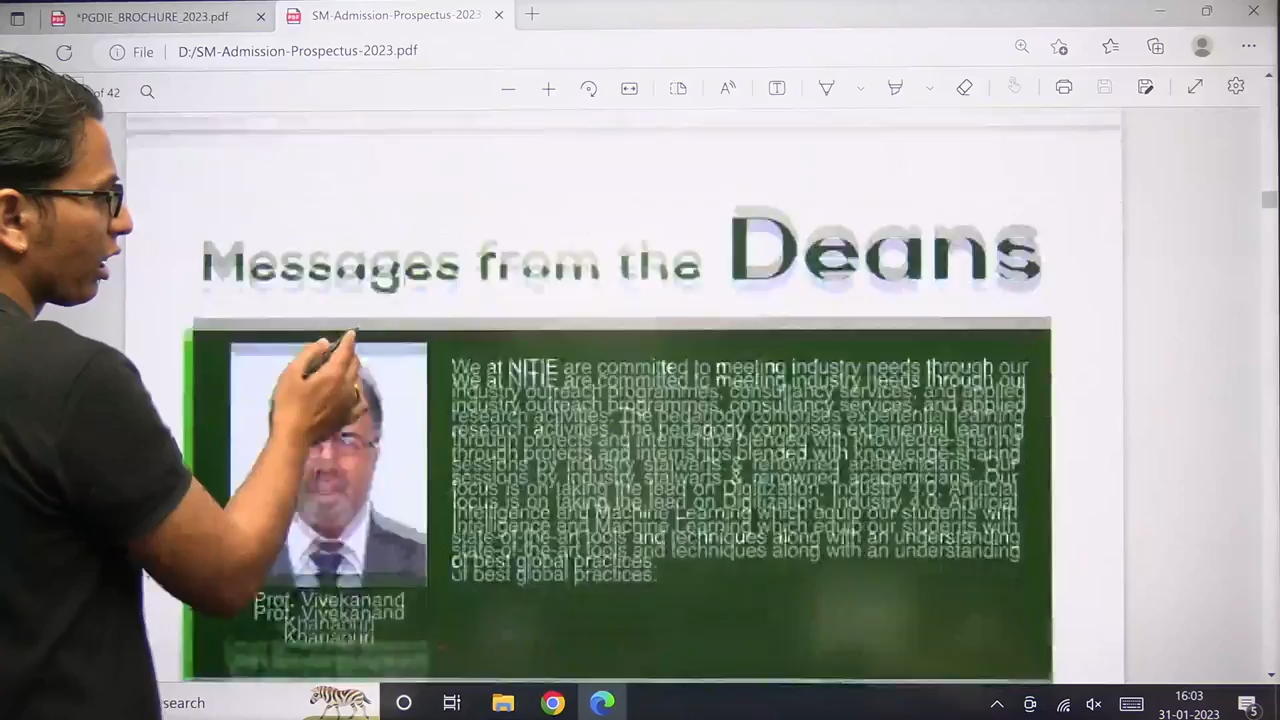 *PGDIE_BROCHURE_2023.pdf
SM-Admission-Prospectus-2023
File
D:/SM-Admission-Prospectus-2023.pdf
of 42
Messages from the Deans
We at NITIE are committed to meeting industry needs through our
industry outreach programmes, consultancy services, and applied
research activities. The pedagogy comprises experiential learning
through projects and internships blended with knowledge-sharing
sessions by industry stalwarts & renowned academicians. Our
focus is on taking the lead on Digitization, Industry 4.0, Artificial
Intelligence and Machine Learning which equip our students with
state of the art tools and techniques along with an understanding
of best global practices.
Prof. Vivekanand
Khanapuri
search
16:03
31-01-2023
5